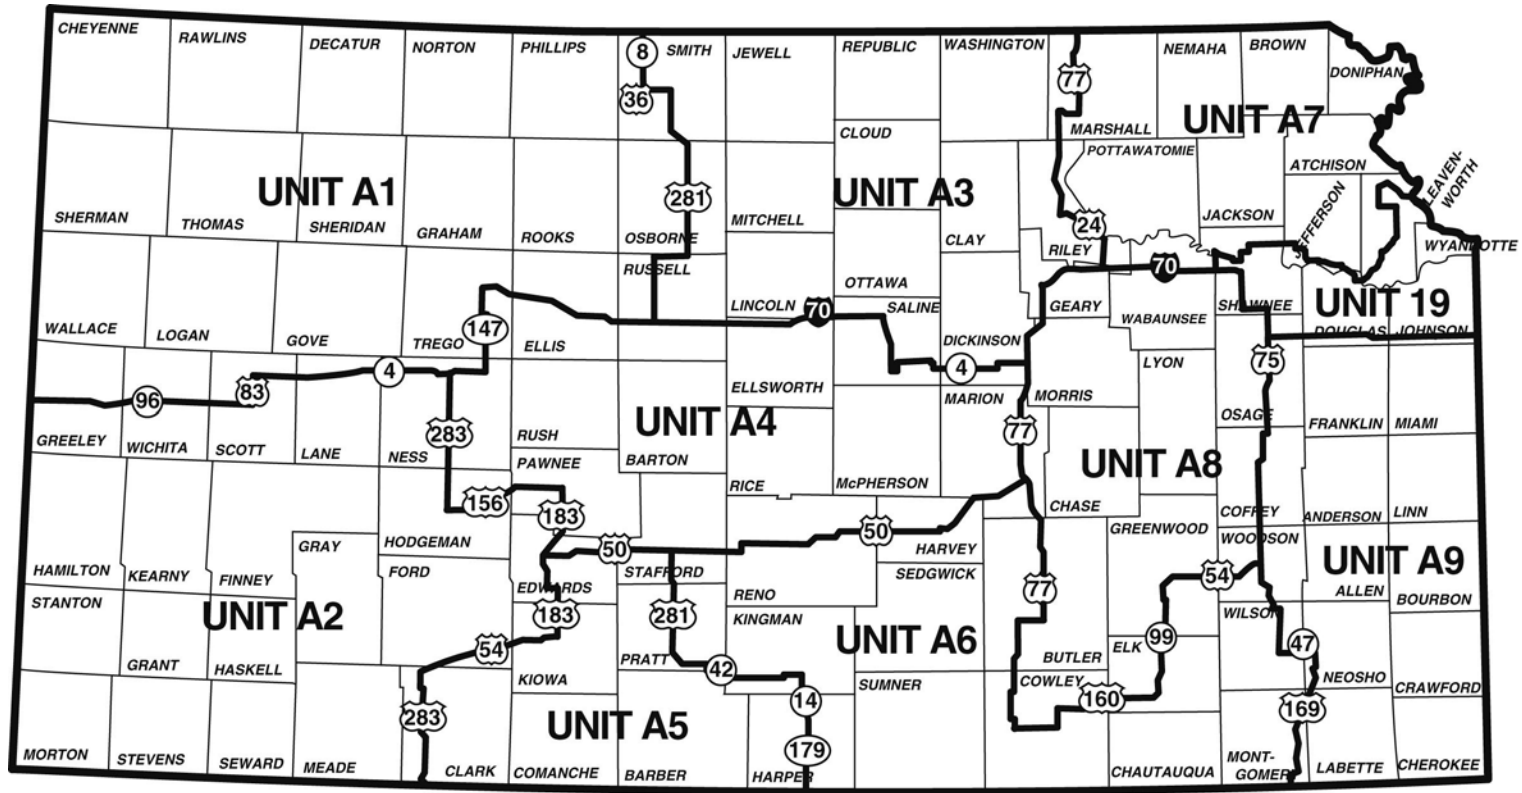 CHEYENNE
RAWLINS
DECATUR
NORTON
PHILLIPS
8
SMITH
JEWELL
REPUBLIC
WASHINGTON
NEMAHA
BROWN
DONIPHAN
36
77
MARSHALL
UNIT A7
CLOUD
POTTAWATOMIE
ATCHISON
LEAVEN-
WORTH
UNIT A1
281
UNIT A3
SHERMAN
THOMAS
SHERIDAN
GRAHAM
ROOKS
OSBORNE
MITCHELL
CLAY
24
RILEY
JACKSON
JEFFERSON
WYANDOTTE
RUSSELL
70
OTTAWA
LINCOLN
70
SALINE
GEARY
WABAUNSEE
SHAWNEE
UNIT 19
DOUGLAS
JOHNSON
WALLACE
LOGAN
GOVE
TREGO
147
ELLIS
DICKINSON
4
LYON
75
96
83
4
ELLSWORTH
MARION
MORRIS
GREELEY
WICHITA
SCOTT
LANE
NESS
283
RUSH
UNIT A4
77
OSAGE
FRANKLIN
MIAMI
PAWNEE
BARTON
RICE
McPHERSON
UNIT A8
156
183
50
50
CHASE
COFFEY
ANDERSON
LINN
GREENWOOD
WOODSON
GRAY
HODGEMAN
HARVEY
UNIT A9
HAMILTON
KEARNY
FINNEY
FORD
EDWARDS
STAFFORD
SEDGWICK
77
54
ALLEN
BOURBON
STANTON
UNIT A2
183
281
RENO
KINGMAN
UNIT A6
WILSON
99
47
54
GRANT
HASKELL
KIOWA
PRATT
42
BUTLER
ELK
NEOSHO
CRAWFORD
SUMNER
COWLEY
160
283
UNIT A5
14
169
179
MORTON
STEVENS
SEWARD
MEADE
CLARK
COMANCHE
BARBER
HARPER
CHAUTAUQUA
MONT-
GOMERY
LABETTE
CHEROKEE